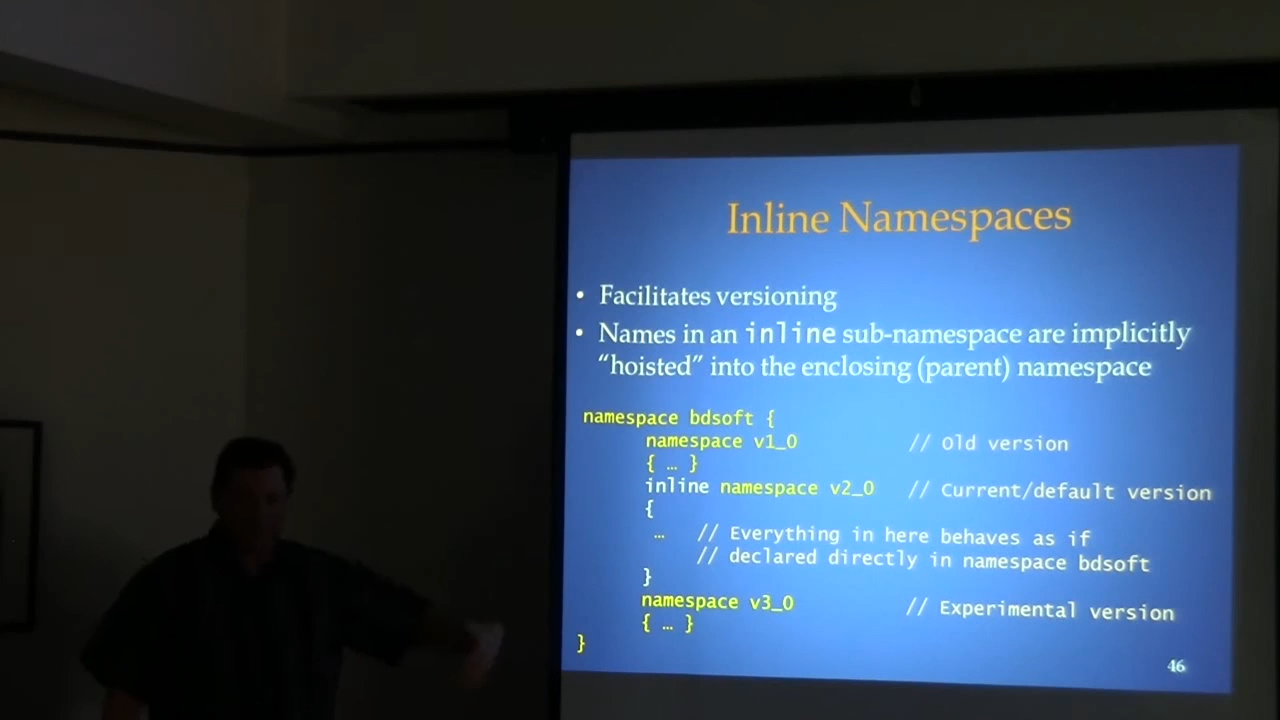 Inline Namespaces
• Facilitates versioning
• Names in an inline sub-namespace are implicitly
“hoisted” into the enclosing (parent) namespace
namespace bdsoft {
namespace v1_0 // Old version
{ … }
inline namespace v2_0 // Current/default version
{
… // Everything in here behaves as if
// declared directly in namespace bdsoft
}
namespace v3_0 // Experimental version
{ … }
}
46